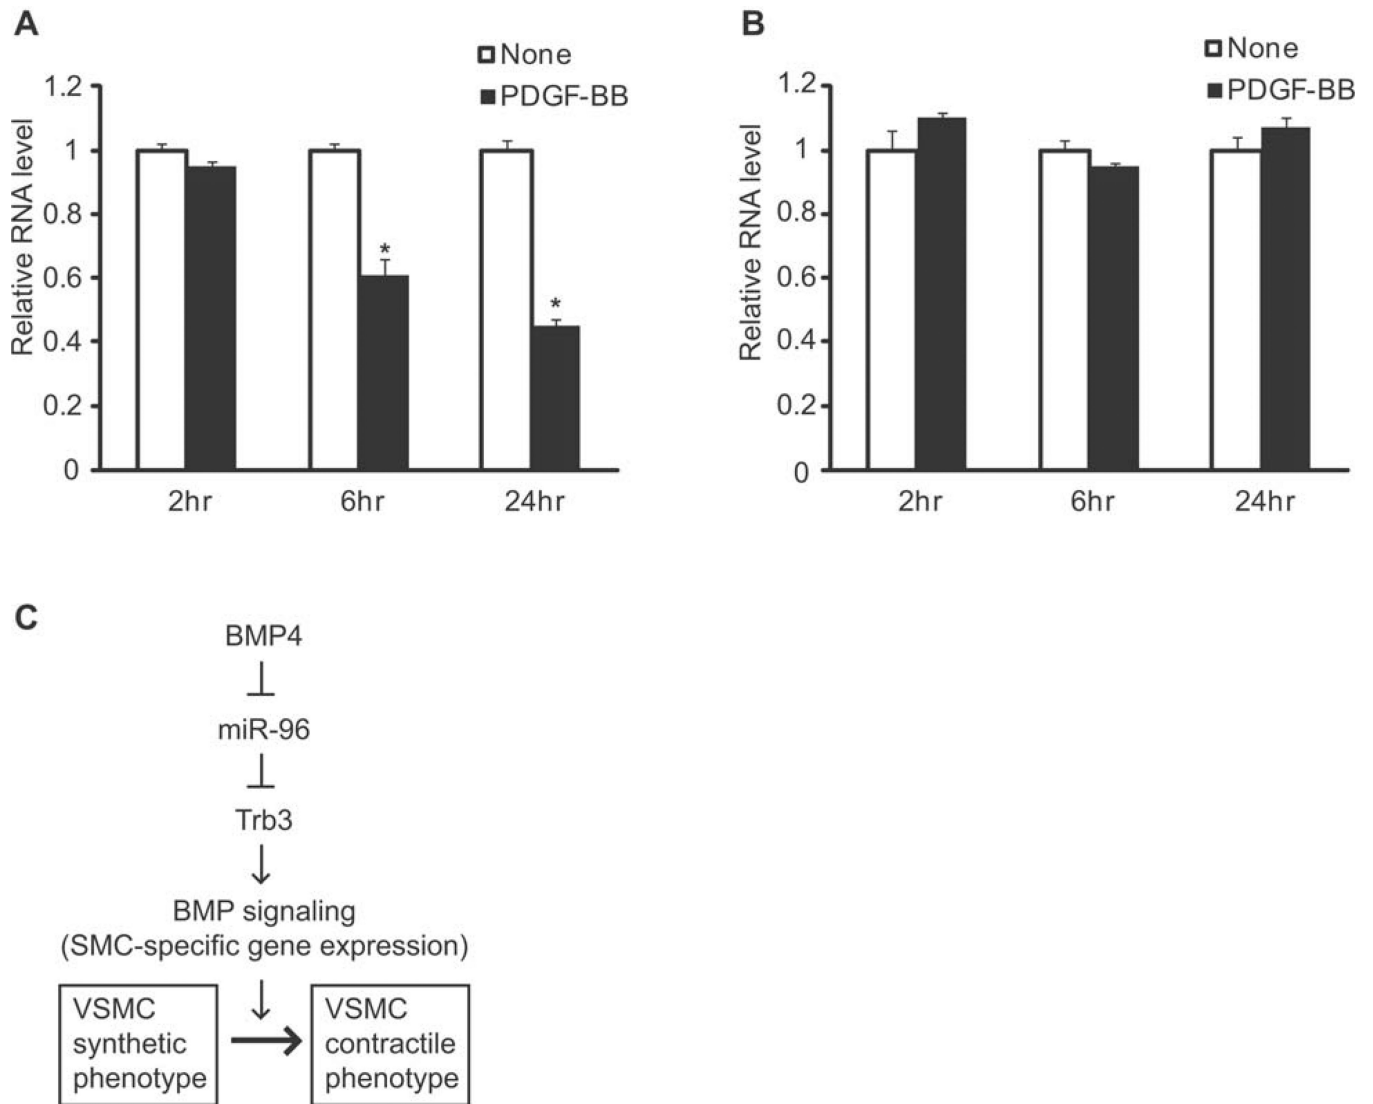 A
None
PDGF-BB
Relative RNA level
1.2
1
0.8
0.6
0.4
0.2
0
*
*
2hr 6hr 24hr
B
None
PDGF-BB
Relative RNA level
1.2
1
0.8
0.6
0.4
0.2
0
2hr 6hr 24hr
C
BMP4
miR-96
Trb3
BMP signaling
(SMC-specific gene expression)
VSMC
synthetic
phenotype
VSMC
contractile
phenotype